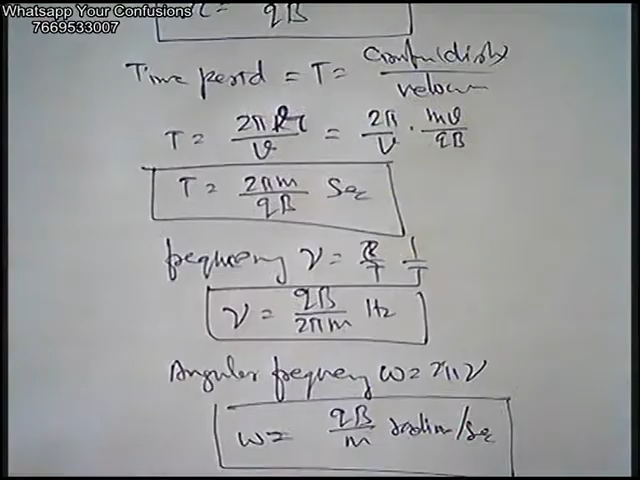 Whatsapp Your Confusions
7669533007
r = / qB
Time period = T = / velocity
T = 2πr / v = 2π / v · mv / qB
T = 2πm / qB Sec
frequency ν = 1 / T
ν = qB / 2πm Hz
Angular frequency ω = 2πν
ω = qB / m radian/sec